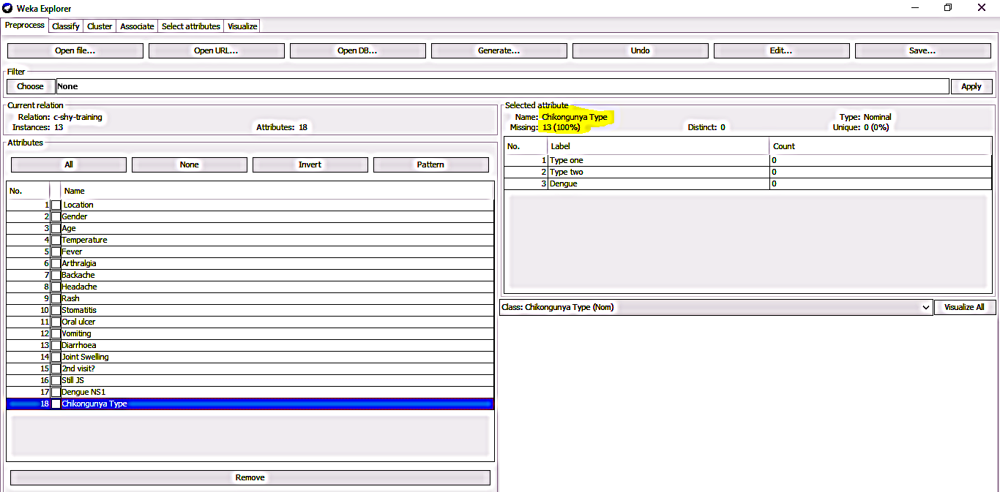 Weka Explorer
Preprocess Classify Cluster Associate Select attributes Visualize
Open file... Open URL... Open DB... Generate... Undo Edit... Save...
Filter
Choose None Apply
Current relation
Relation: c-shy-training
Instances: 13 Attributes: 18
Attributes
All None Invert Pattern
No. Name
1 Location
2 Gender
3 Age
4 Temperature
5 Fever
6 Arthralgia
7 Backache
8 Headache
9 Rash
10 Stomatitis
11 Oral ulcer
12 Vomiting
13 Diarrhoea
14 Joint Swelling
15 2nd visit?
16 Still JS
17 Dengue NS1
18 Chikongunya Type
Remove
Selected attribute
Name: Chikongunya Type Type: Nominal
Missing: 13 (100%) Distinct: 0 Unique: 0 (0%)
No. Label Count
1 Type one 0
2 Type two 0
3 Dengue 0
Class: Chikongunya Type (Nom) Visualize All